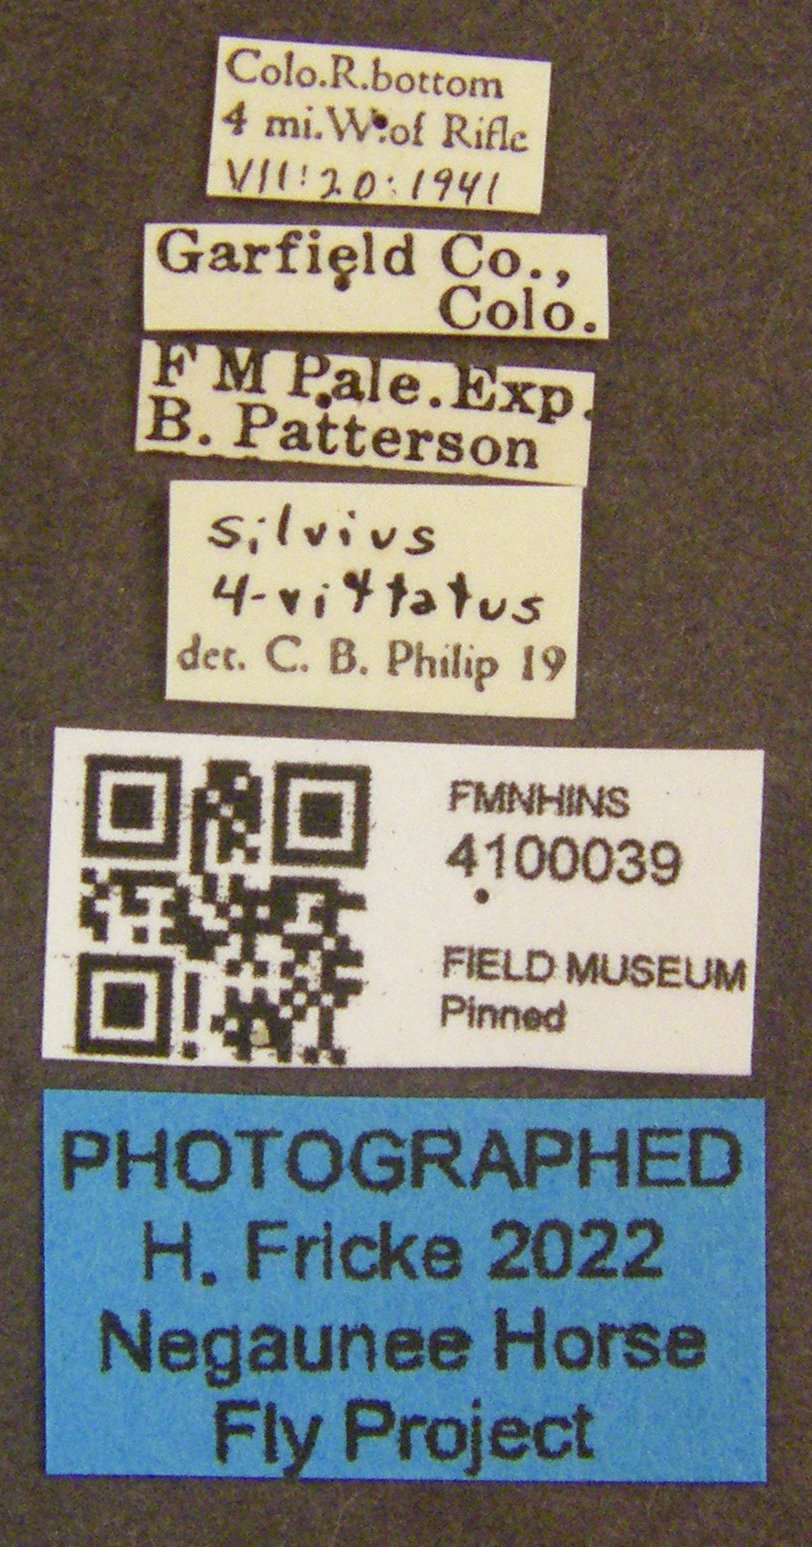 Colo.R.bottom
4 mi.W.of Rifle
VII:20:1941
Garfield Co.,
Colo.
F M Pale.Exp.
B. Patterson
silvius
4-vittatus
det. C. B. Philip 19
FMNHINS
4100039
FIELD MUSEUM
Pinned
PHOTOGRAPHED
H. Fricke 2022
Negaunee Horse
Fly Project